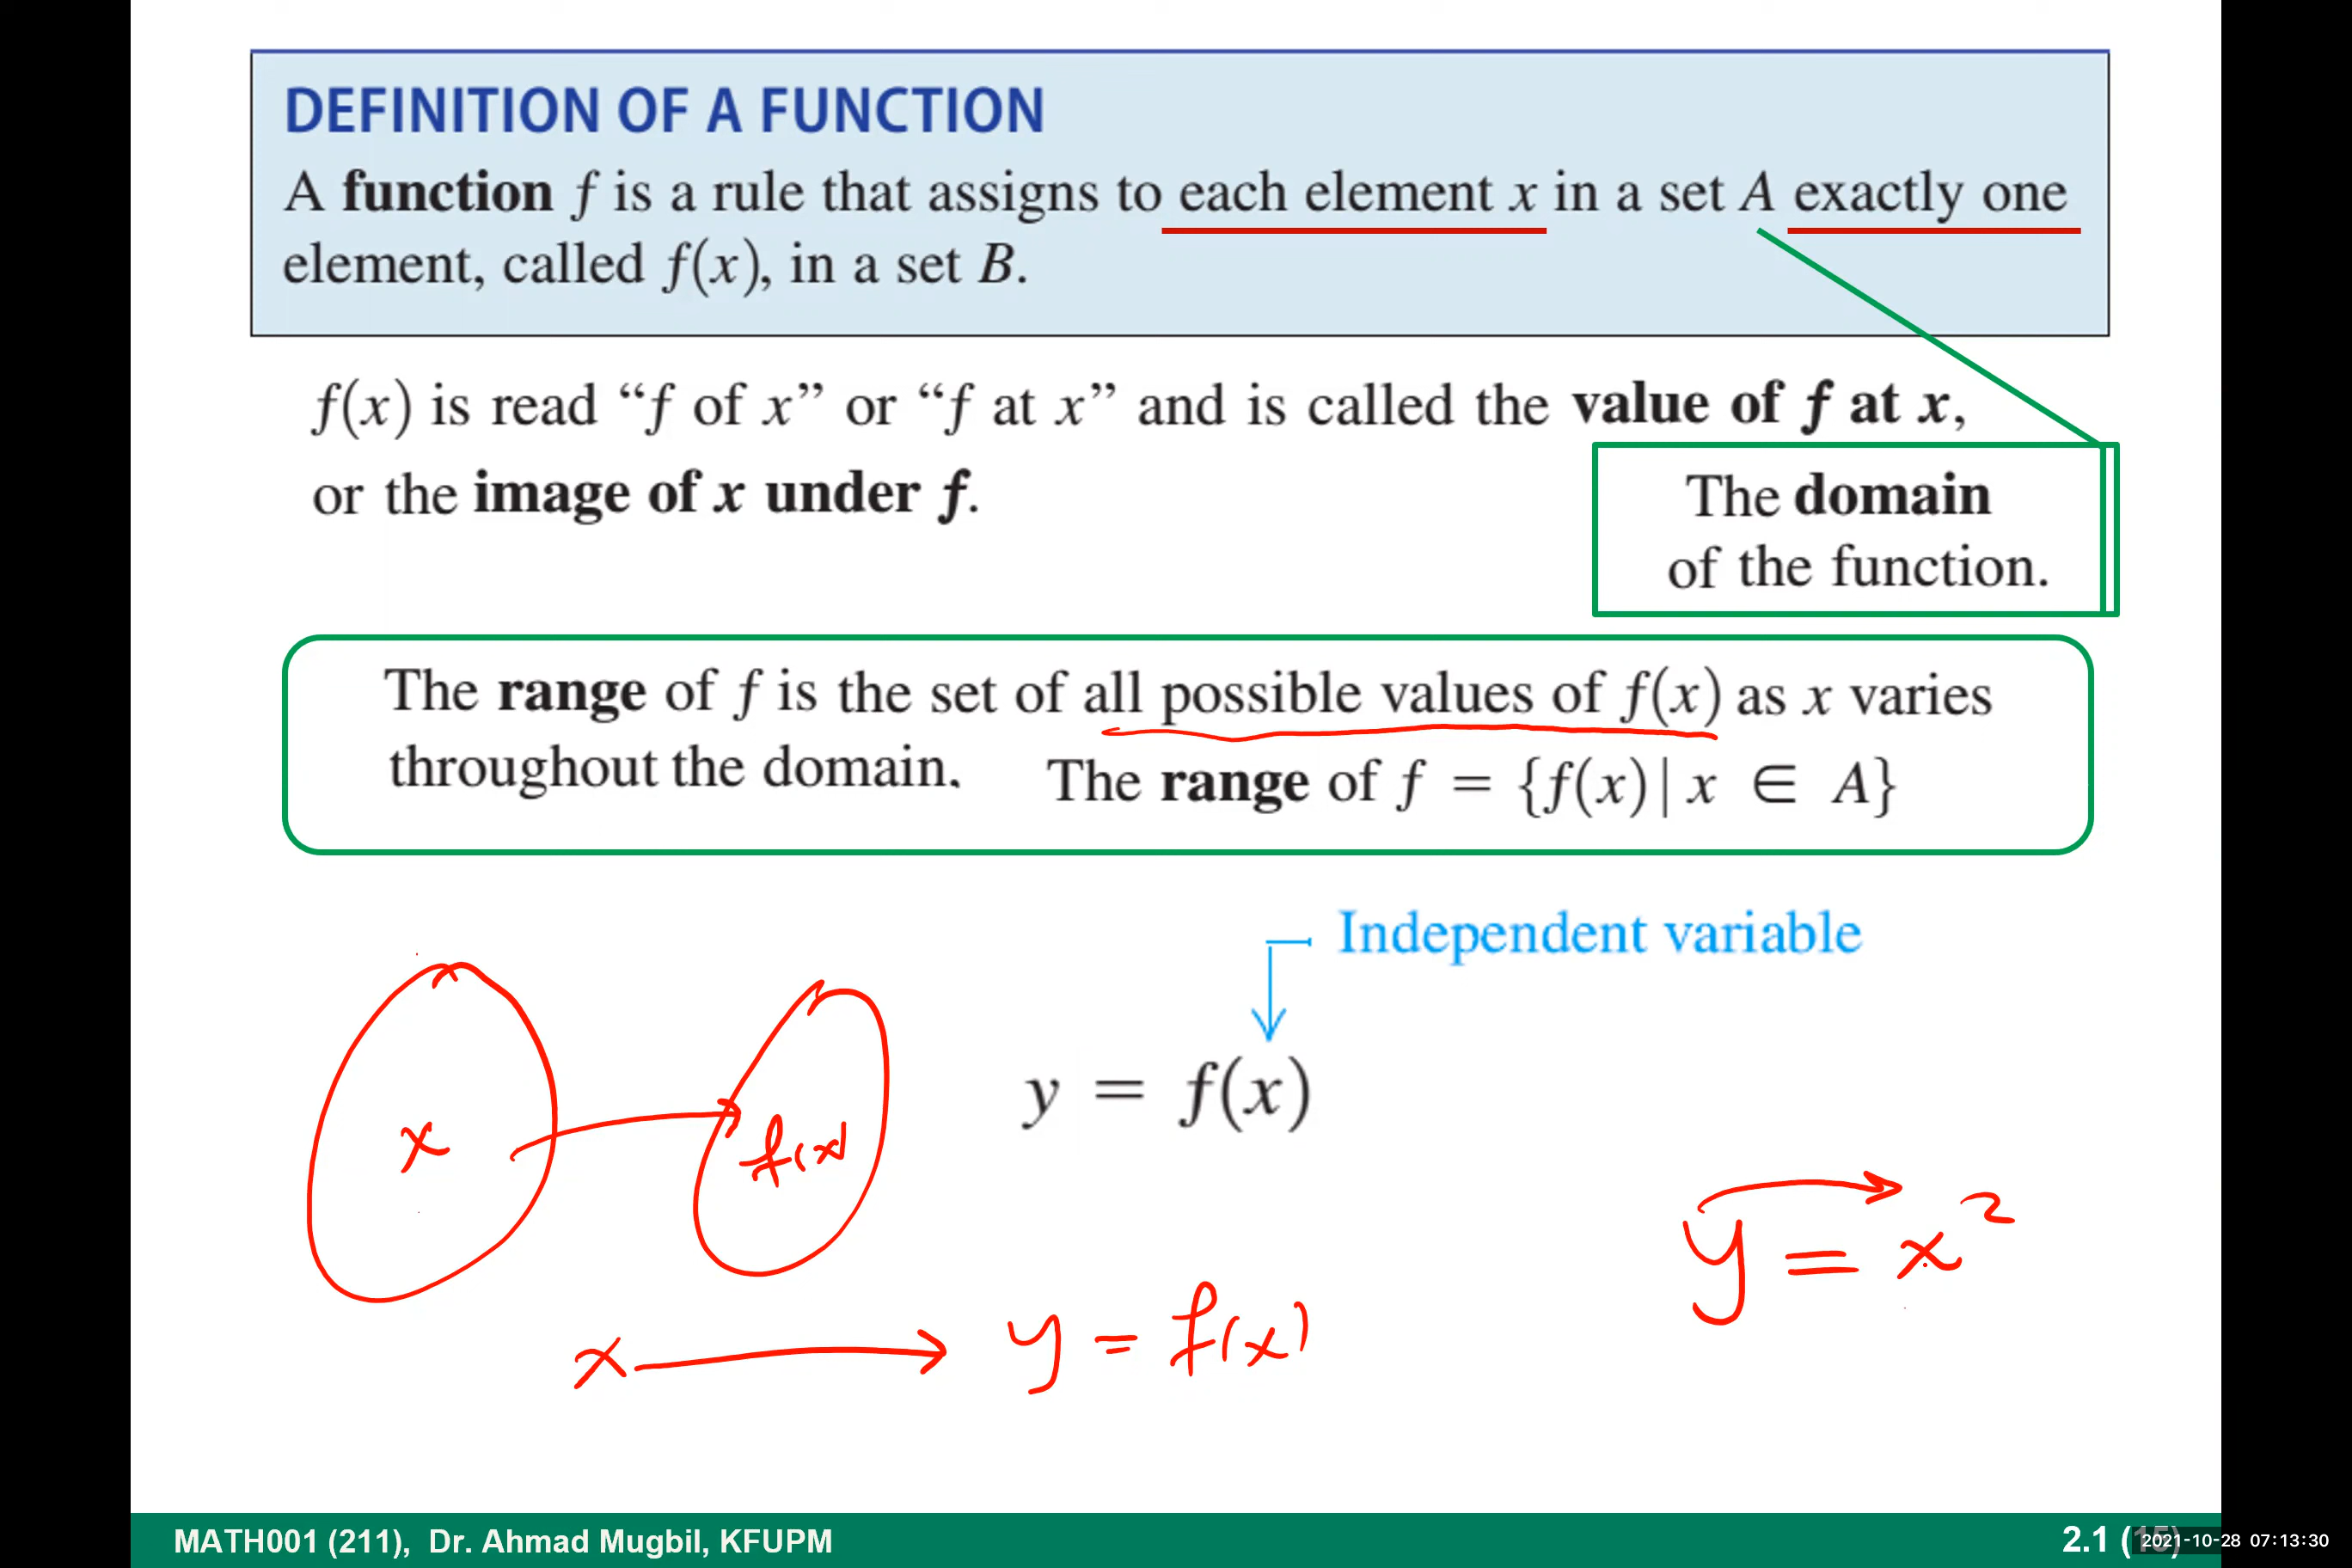 DEFINITION OF A FUNCTION
A function f is a rule that assigns to each element x in a set A exactly one
element, called f(x), in a set B.
f(x) is read “f of x” or “f at x” and is called the value of f at x,
or the image of x under f.
The domain
of the function.
The range of f is the set of all possible values of f(x) as x varies
throughout the domain.
The range of f = {f(x) | x ∈ A}
Independent variable
y = f(x)
x
f(x)
y = x²
x → y = f(x)
MATH001 (211), Dr. Ahmad Mugbil, KFUPM
2.1 (15)
2021-10-28 07:13:30